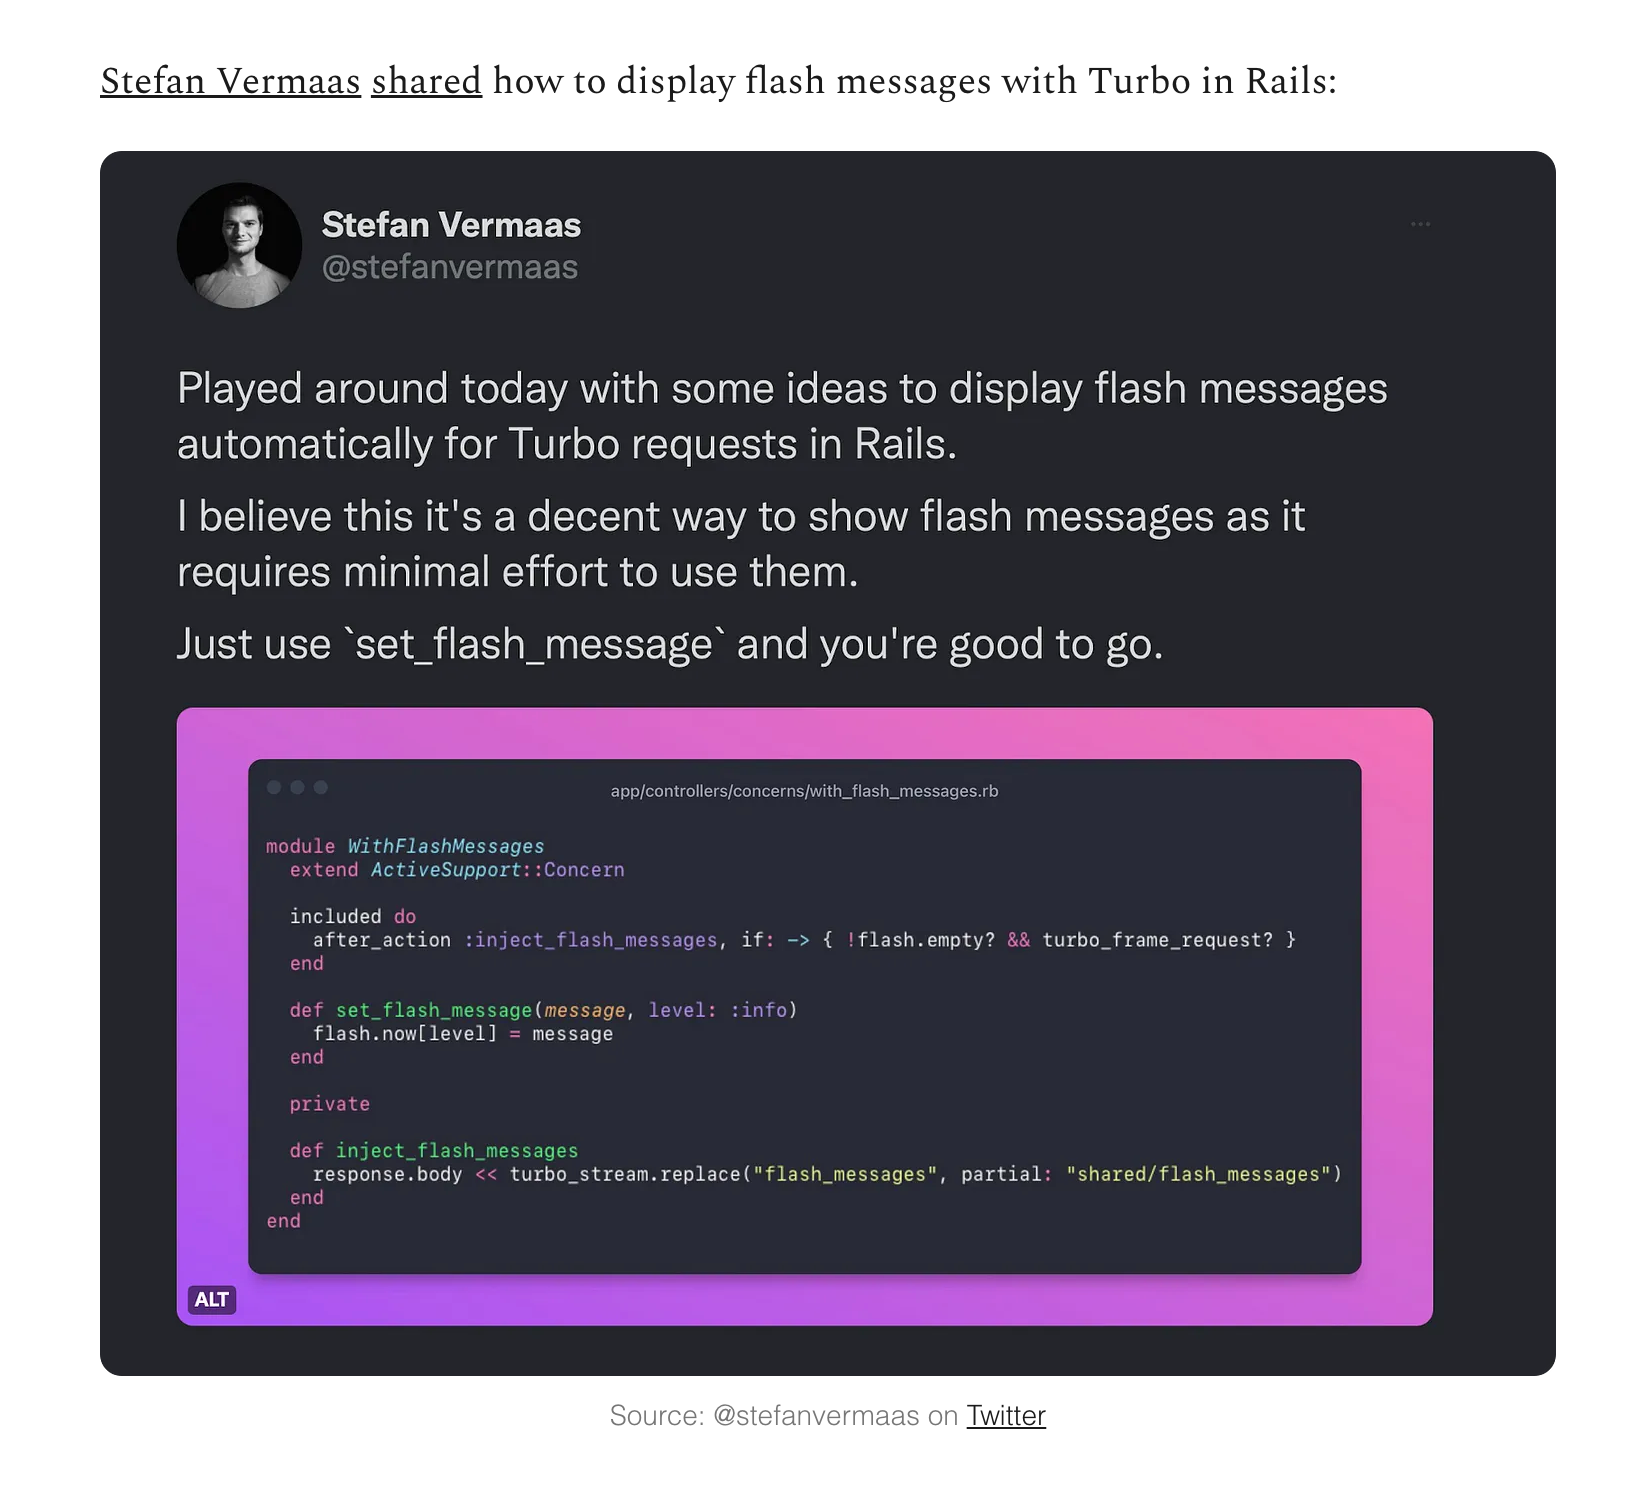 Stefan Vermaas shared how to display flash messages with Turbo in Rails:
Stefan Vermaas
@stefanvermaas
Played around today with some ideas to display flash messages
automatically for Turbo requests in Rails.
I believe this it's a decent way to show flash messages as it
requires minimal effort to use them.
Just use `set_flash_message` and you're good to go.
app/controllers/concerns/with_flash_messages.rb
module WithFlashMessages
  extend ActiveSupport::Concern
  included do
    after_action :inject_flash_messages, if: -> { !flash.empty? && turbo_frame_request? }
  end
  def set_flash_message(message, level: :info)
    flash.now[level] = message
  end
  private
  def inject_flash_messages
    response.body << turbo_stream.replace("flash_messages", partial: "shared/flash_messages")
  end
end
ALT
Source: @stefanvermaas on Twitter